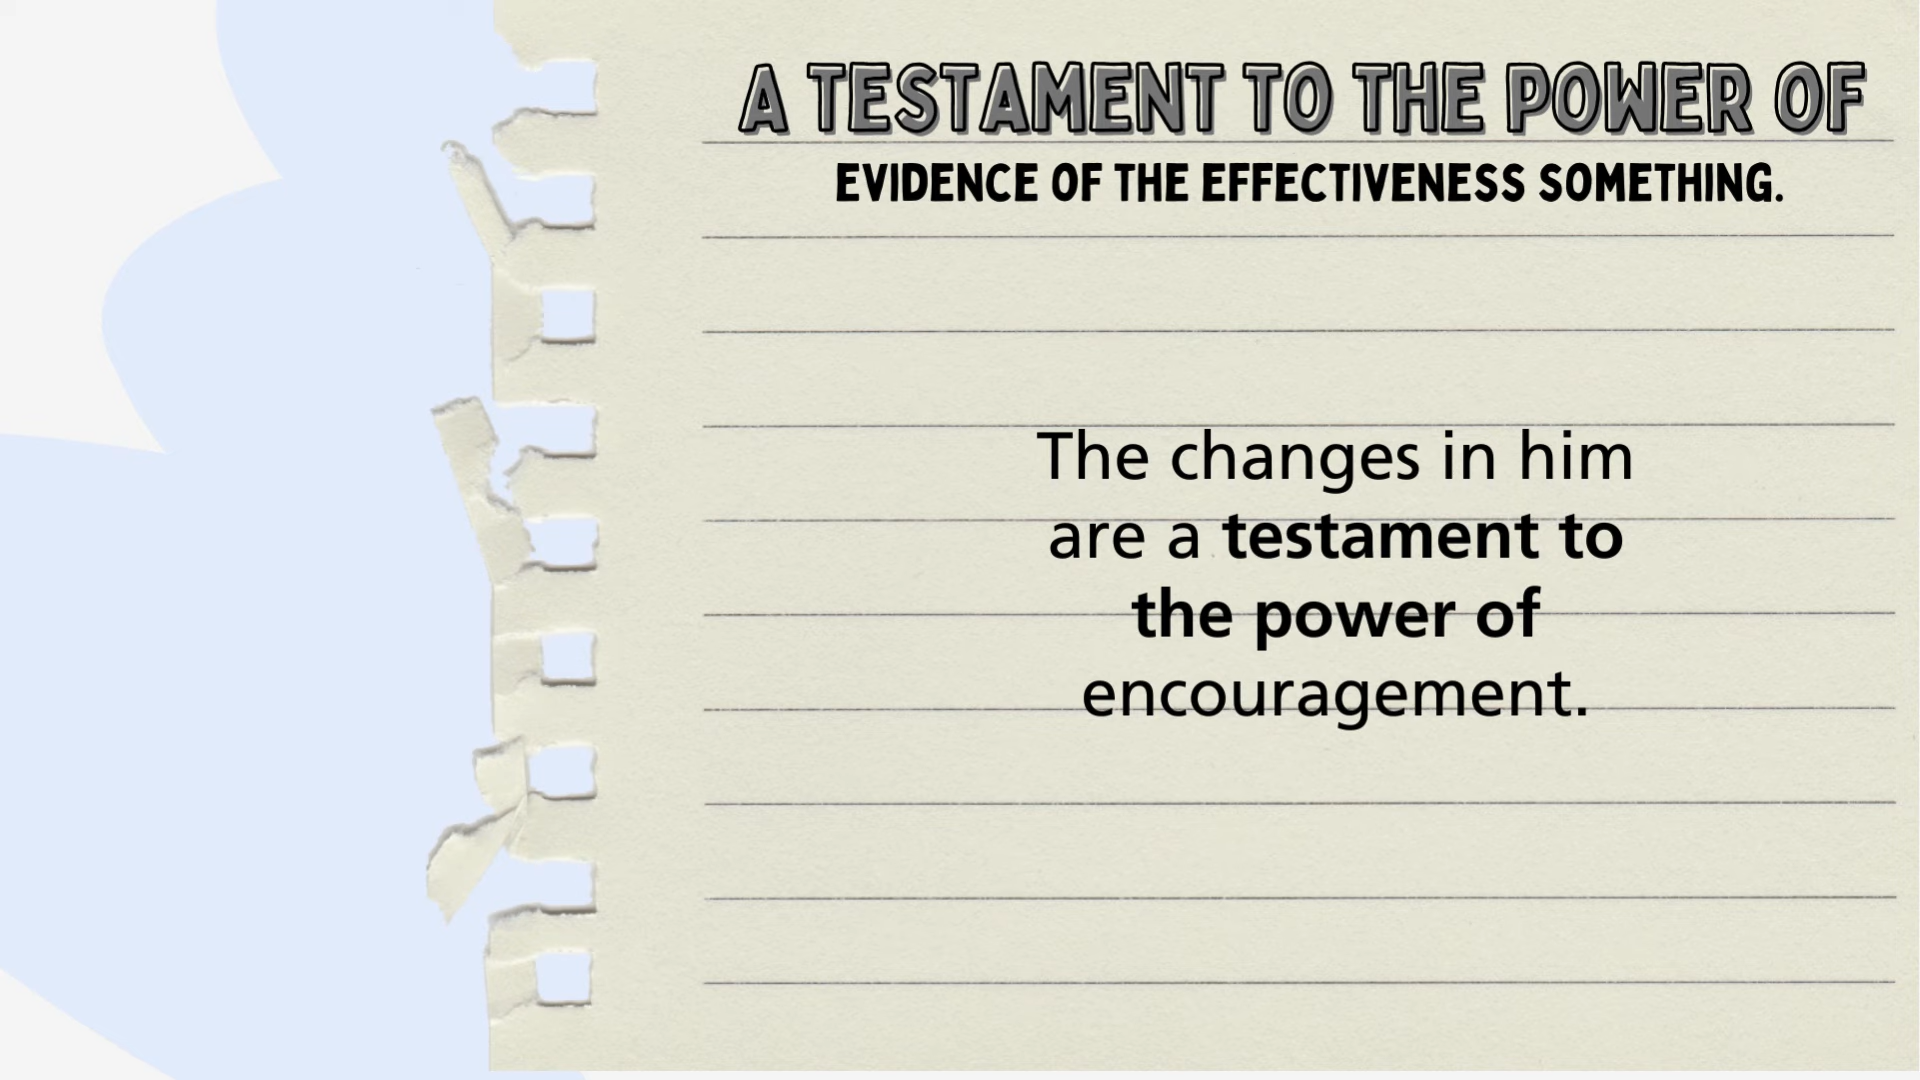 A TESTAMENT TO THE POWER OF
EVIDENCE OF THE EFFECTIVENESS SOMETHING.
The changes in him
are a testament to
the power of
encouragement.